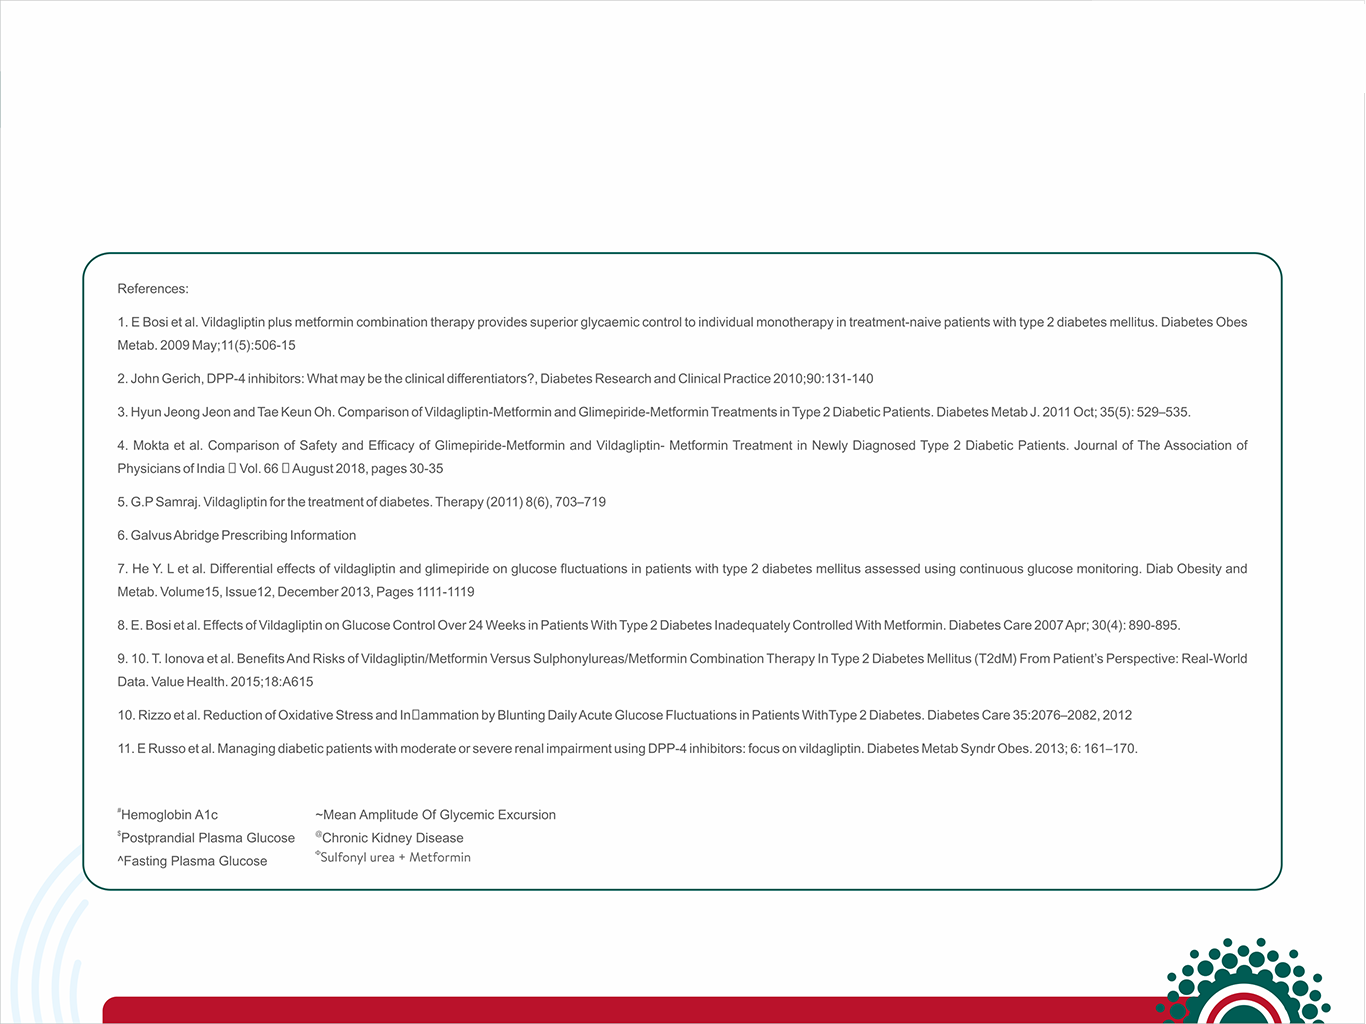 References:
1. E Bosi et al. Vildagliptin plus metformin combination therapy provides superior glycaemic control to individual monotherapy in treatment-naive patients with type 2 diabetes mellitus. Diabetes Obes
Metab. 2009 May;11(5):506-15
2. John Gerich, DPP-4 inhibitors: What may be the clinical differentiators?, Diabetes Research and Clinical Practice 2010;90:131-140
3. Hyun Jeong Jeon and Tae Keun Oh. Comparison of Vildagliptin-Metformin and Glimepiride-Metformin Treatments in Type 2 Diabetic Patients. Diabetes Metab J. 2011 Oct; 35(5): 529–535.
4. Mokta et al. Comparison of Safety and Efficacy of Glimepiride-Metformin and Vildagliptin- Metformin Treatment in Newly Diagnosed Type 2 Diabetic Patients. Journal of The Association of
Physicians of India □ Vol. 66 □ August 2018, pages 30-35
5. G.P Samraj. Vildagliptin for the treatment of diabetes. Therapy (2011) 8(6), 703–719
6. Galvus Abridge Prescribing Information
7. He Y. L et al. Differential effects of vildagliptin and glimepiride on glucose fluctuations in patients with type 2 diabetes mellitus assessed using continuous glucose monitoring. Diab Obesity and
Metab. Volume15, Issue12, December 2013, Pages 1111-1119
8. E. Bosi et al. Effects of Vildagliptin on Glucose Control Over 24 Weeks in Patients With Type 2 Diabetes Inadequately Controlled With Metformin. Diabetes Care 2007 Apr; 30(4): 890-895.
9. 10. T. Ionova et al. Benefits And Risks of Vildagliptin/Metformin Versus Sulphonylureas/Metformin Combination Therapy In Type 2 Diabetes Mellitus (T2dM) From Patient's Perspective: Real-World
Data. Value Health. 2015;18:A615
10. Rizzo et al. Reduction of Oxidative Stress and In□ammation by Blunting Daily Acute Glucose Fluctuations in Patients WithType 2 Diabetes. Diabetes Care 35:2076–2082, 2012
11. E Russo et al. Managing diabetic patients with moderate or severe renal impairment using DPP-4 inhibitors: focus on vildagliptin. Diabetes Metab Syndr Obes. 2013; 6: 161–170.
#Hemoglobin A1c
$Postprandial Plasma Glucose
^Fasting Plasma Glucose
~Mean Amplitude Of Glycemic Excursion
@Chronic Kidney Disease
Sulfonyl urea + Metformin